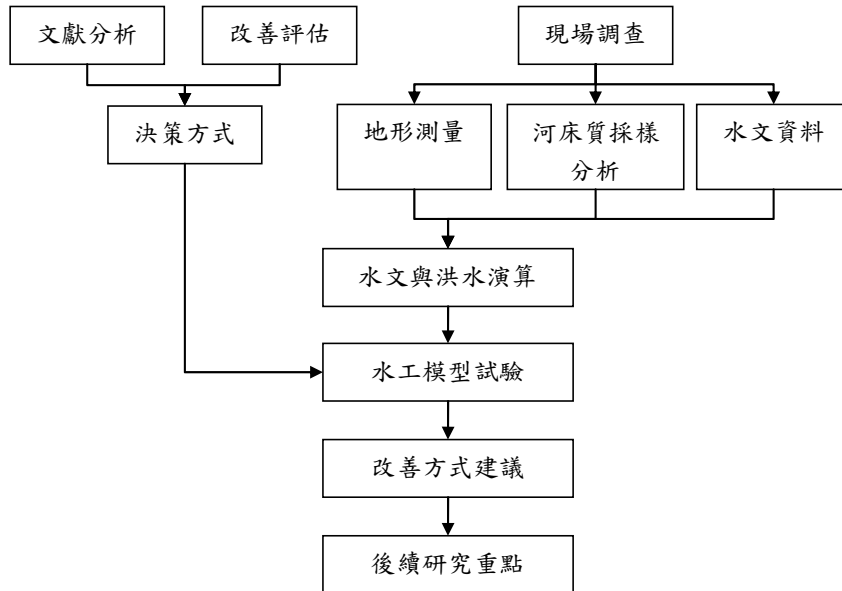 文獻分析
改善評估
現場調查
決策方式
地形測量
河床質採樣
分析
水文資料
水文與洪水演算
水工模型試驗
改善方式建議
後續研究重點